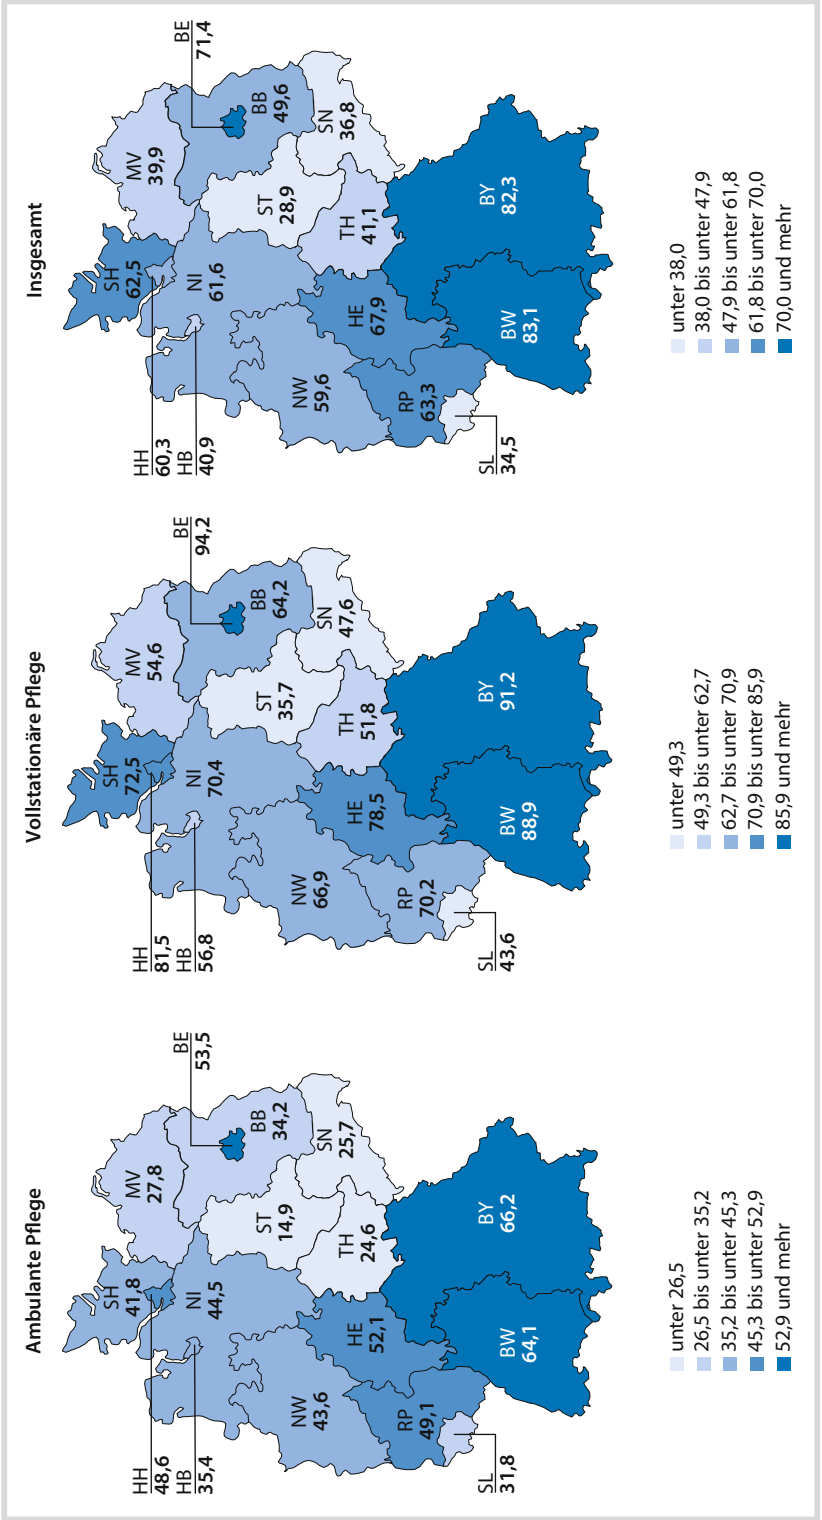 Ambulante Pflege
SH
41,8
MV
27,8
HH
48,6
HB
35,4
NI
44,5
BE
53,5
BB
34,2
ST
14,9
NW
43,6
SN
25,7
TH
24,6
HE
52,1
RP
49,1
SL
31,8
BY
66,2
BW
64,1
unter 26,5
26,5 bis unter 35,2
35,2 bis unter 45,3
45,3 bis unter 52,9
52,9 und mehr
Vollstationäre Pflege
SH
72,5
MV
54,6
HH
81,5
HB
56,8
NI
70,4
BE
94,2
BB
64,2
ST
35,7
NW
66,9
SN
47,6
TH
51,8
HE
78,5
RP
70,2
SL
43,6
BY
91,2
BW
88,9
unter 49,3
49,3 bis unter 62,7
62,7 bis unter 70,9
70,9 bis unter 85,9
85,9 und mehr
Insgesamt
SH
62,5
MV
39,9
HH
60,3
HB
40,9
NI
61,6
BE
71,4
BB
49,6
ST
28,9
NW
59,6
SN
36,8
TH
41,1
HE
67,9
RP
63,3
SL
34,5
BY
82,3
BW
83,1
unter 38,0
38,0 bis unter 47,9
47,9 bis unter 61,8
61,8 bis unter 70,0
70,0 und mehr